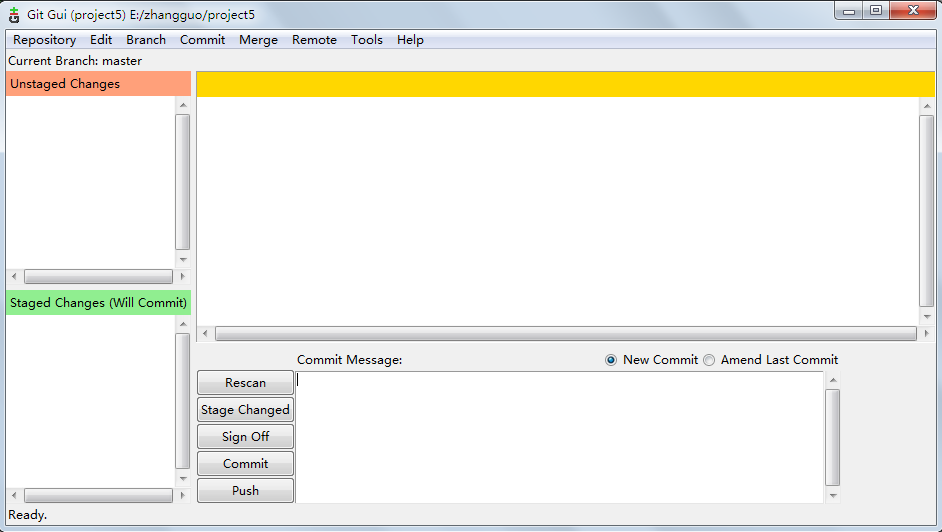 Git Gui (project5) E:/zhangguo/project5
Repository Edit Branch Commit Merge Remote Tools Help
Current Branch: master
Unstaged Changes
Staged Changes (Will Commit)
Commit Message: New Commit Amend Last Commit
Rescan
Stage Changed
Sign Off
Commit
Push
Ready.